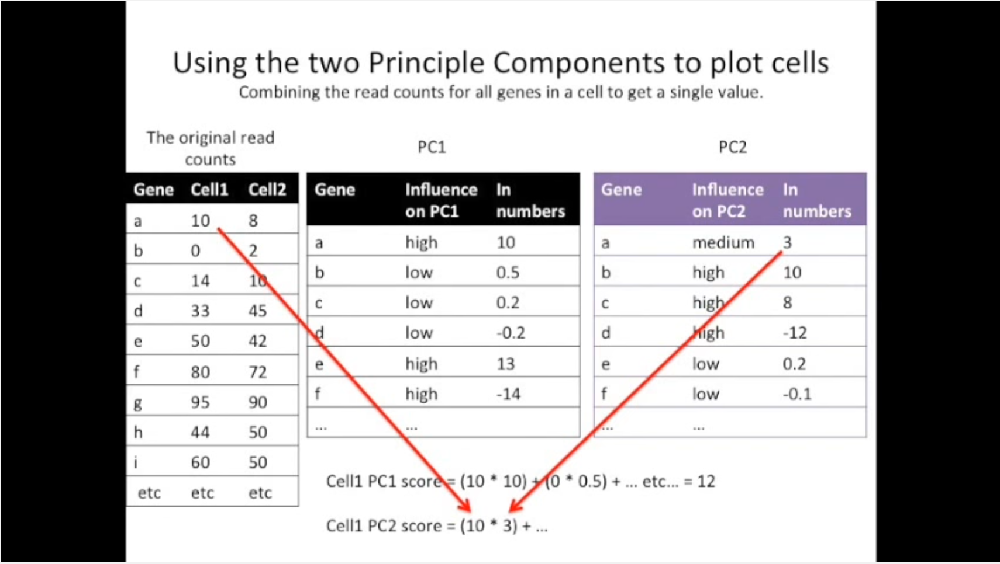 Using the two Principle Components to plot cells
Combining the read counts for all genes in a cell to get a single value.
The original read
counts
Gene Cell1 Cell2
a 10 8
b 0 2
c 14 10
d 33 45
e 50 42
f 80 72
g 95 90
h 44 50
i 60 50
etc etc etc
PC1
Gene Influence In
on PC1 numbers
a high 10
b low 0.5
c low 0.2
d low -0.2
e high 13
f high -14
... ...
PC2
Gene Influence In
on PC2 numbers
a medium 3
b high 10
c high 8
d high -12
e low 0.2
f low -0.1
... ...
Cell1 PC1 score = (10 * 10) + (0 * 0.5) + ... etc... = 12
Cell1 PC2 score = (10 * 3) + ...